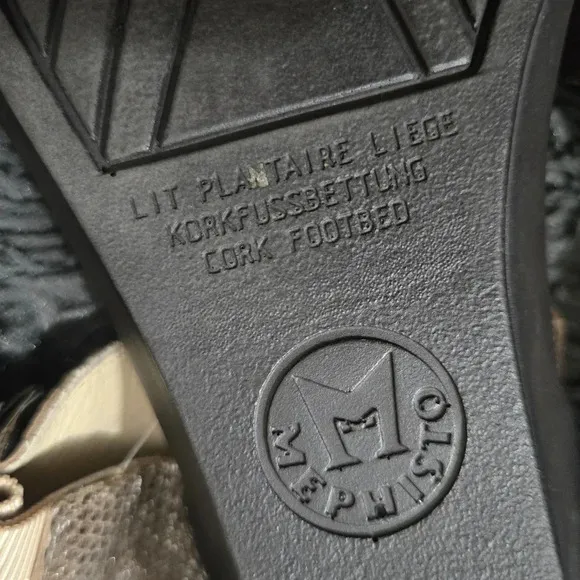 LIT PLANTAIRE LIEGE
KORKFUSSBETTUNG
CORK FOOTBED
M
MEPHISTO